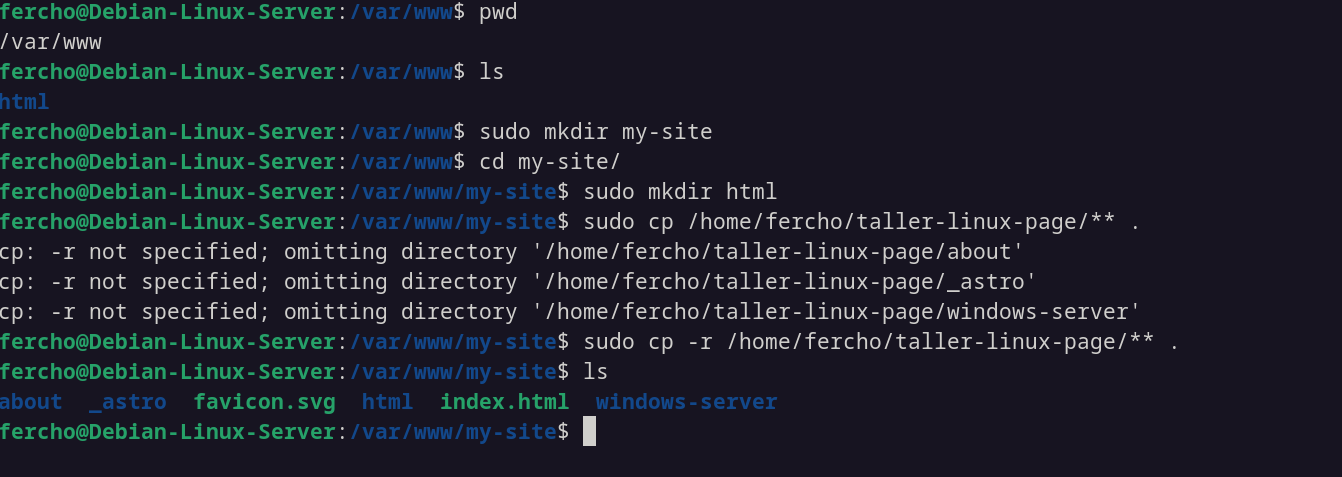 fercho@Debian-Linux-Server:/var/www$ pwd
/var/www
fercho@Debian-Linux-Server:/var/www$ ls
html
fercho@Debian-Linux-Server:/var/www$ sudo mkdir my-site
fercho@Debian-Linux-Server:/var/www$ cd my-site/
fercho@Debian-Linux-Server:/var/www/my-site$ sudo mkdir html
fercho@Debian-Linux-Server:/var/www/my-site$ sudo cp /home/fercho/taller-linux-page/** .
cp: -r not specified; omitting directory '/home/fercho/taller-linux-page/about'
cp: -r not specified; omitting directory '/home/fercho/taller-linux-page/_astro'
cp: -r not specified; omitting directory '/home/fercho/taller-linux-page/windows-server'
fercho@Debian-Linux-Server:/var/www/my-site$ sudo cp -r /home/fercho/taller-linux-page/** .
fercho@Debian-Linux-Server:/var/www/my-site$ ls
about  _astro  favicon.svg  html  index.html  windows-server
fercho@Debian-Linux-Server:/var/www/my-site$